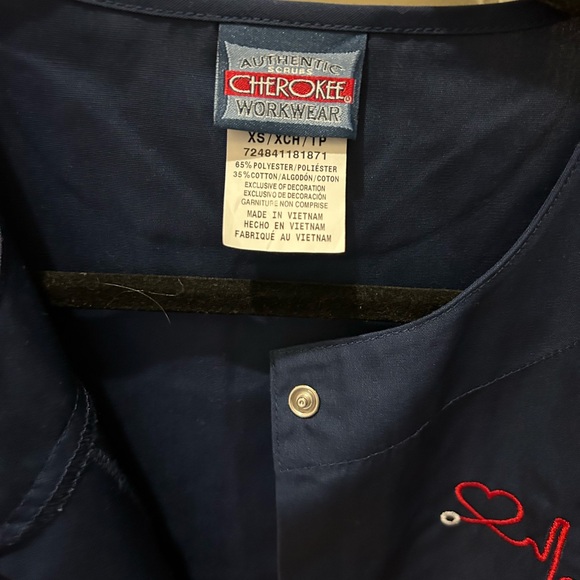 AUTHENTIC
SCRUBS
CHEROKEE®
WORKWEAR
XS/XCH/TP
724841181871
65% POLYESTER/POLIÉSTER
35% COTTON/ALGODÓN/COTON
EXCLUSIVE OF DECORATION
EXCLUSIVO DE DECORACIÓN
GARNITURE NON COMPRISE
MADE IN VIETNAM
HECHO EN VIETNAM
FABRIQUÉ AU VIETNAM